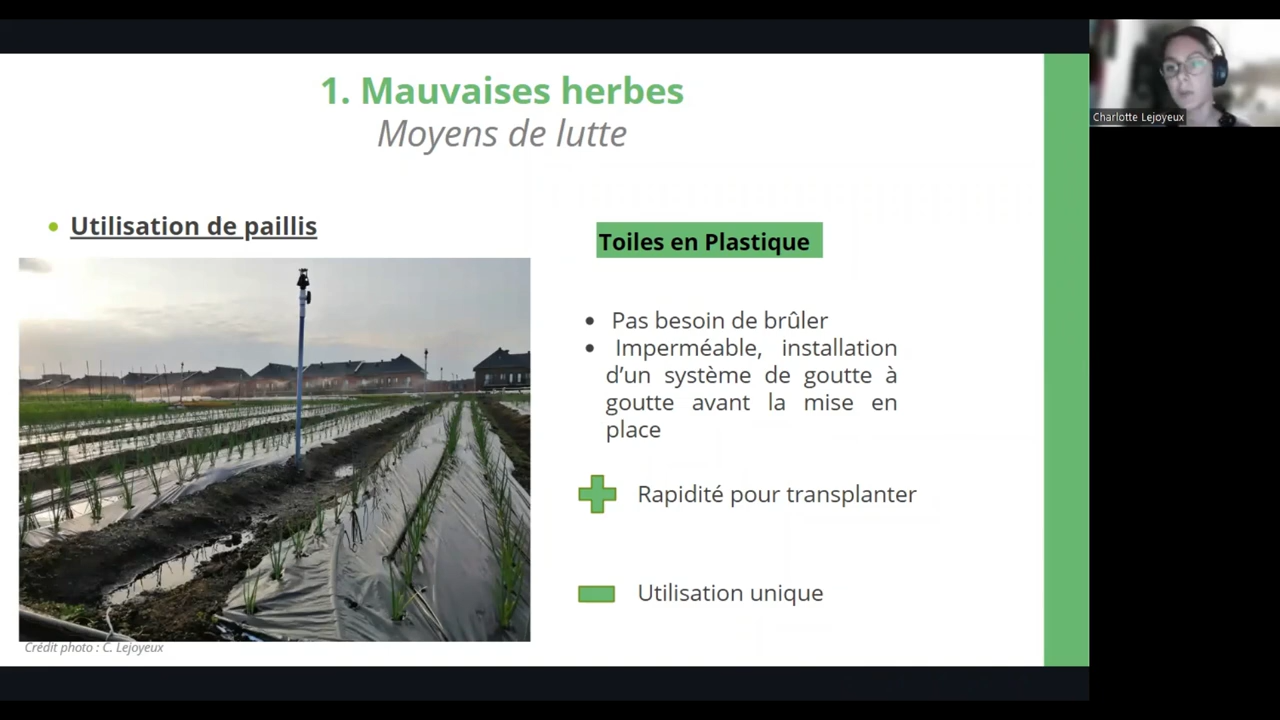 1. Mauvaises herbes
Moyens de lutte
• Utilisation de paillis
Toiles en Plastique
• Pas besoin de brûler
• Imperméable, installation
d'un système de goutte à
goutte avant la mise en
place
Rapidité pour transplanter
Utilisation unique
Crédit photo : C. Lejoyeux
Charlotte Lejoyeux